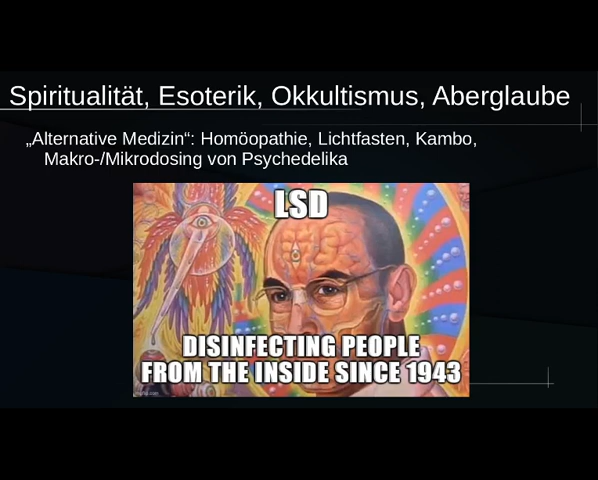 Spiritualität, Esoterik, Okkultismus, Aberglaube
„Alternative Medizin“: Homöopathie, Lichtfasten, Kambo,
Makro-/Mikrodosing von Psychedelika
LSD
DISINFECTING PEOPLE
FROM THE INSIDE SINCE 1943